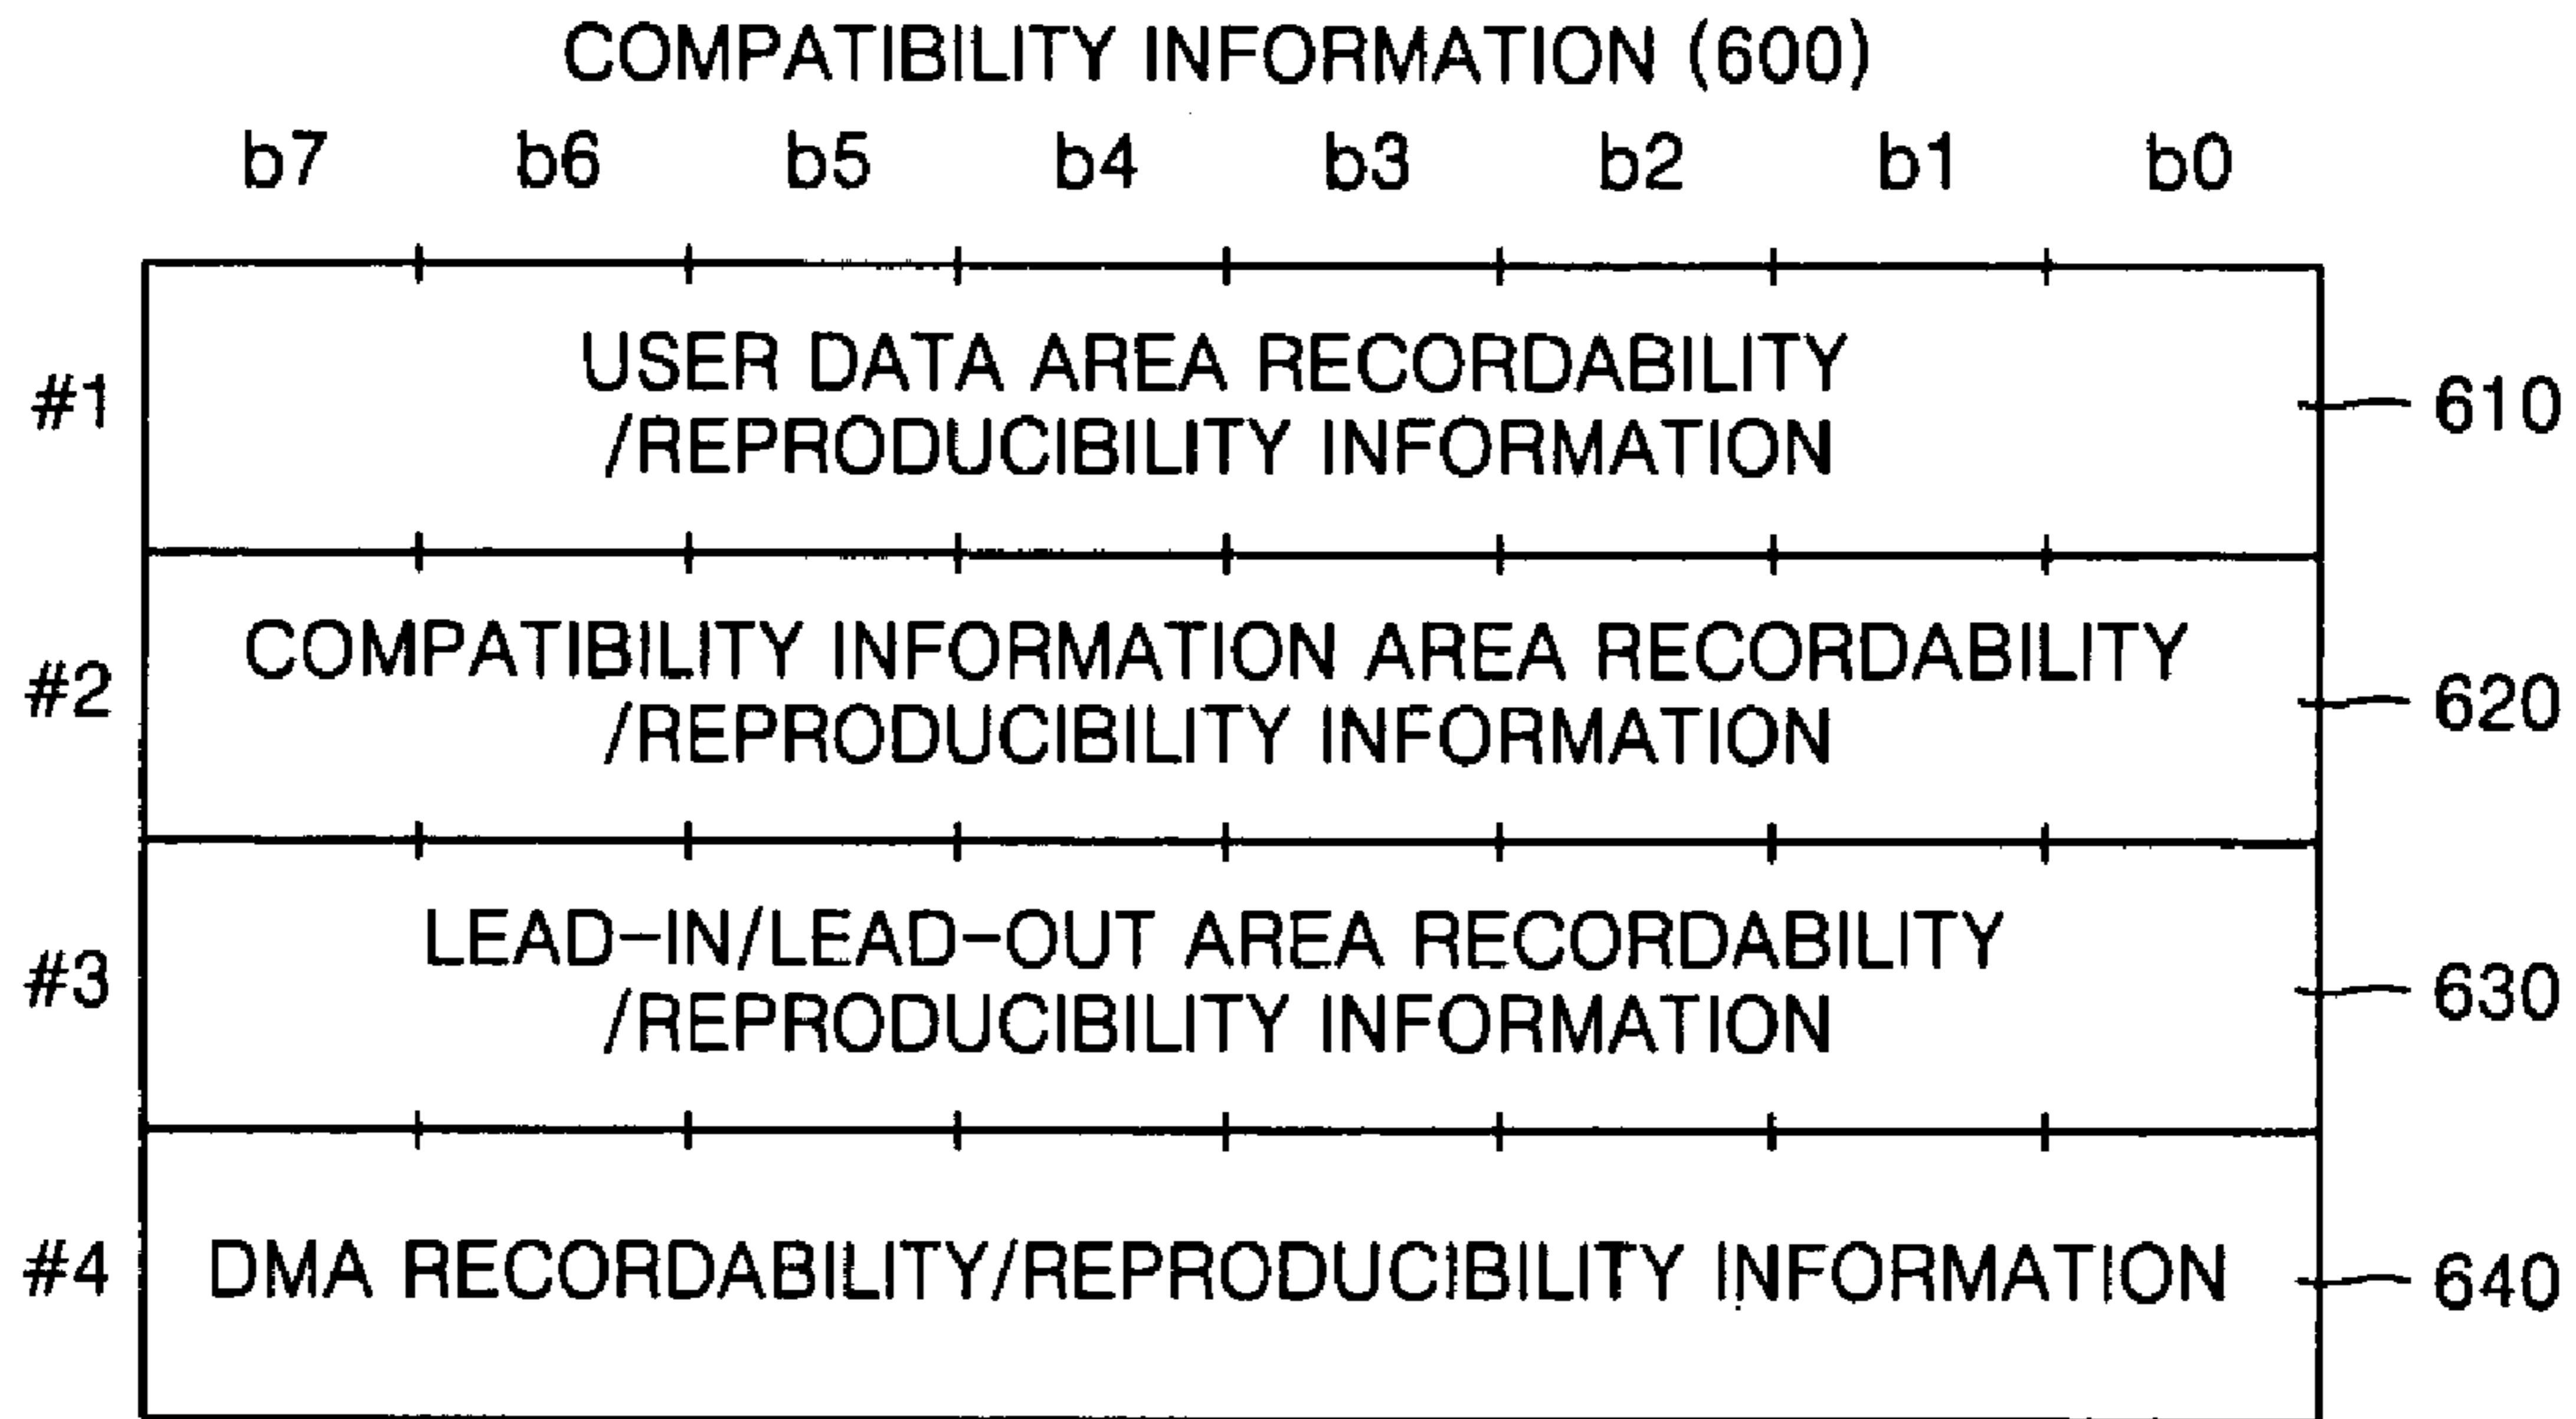 COMPATIBILITY INFORMATION (600)
b7 b6 b5 b4 b3 b2 b1 b0
#1 USER DATA AREA RECORDABILITY
/REPRODUCIBILITY INFORMATION 610
#2 COMPATIBILITY INFORMATION AREA RECORDABILITY
/REPRODUCIBILITY INFORMATION 620
#3 LEAD-IN/LEAD-OUT AREA RECORDABILITY
/REPRODUCIBILITY INFORMATION 630
#4 DMA RECORDABILITY/REPRODUCIBILITY INFORMATION 640